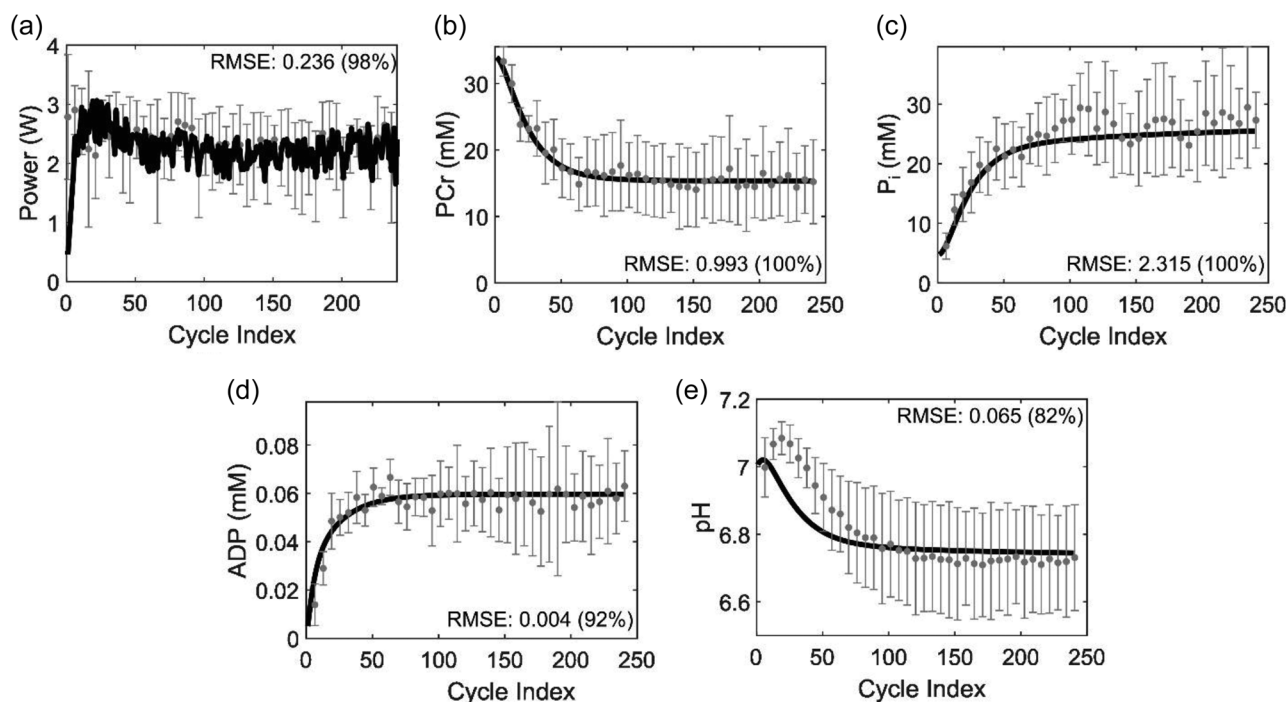 (a)
RMSE: 0.236 (98%)
Power (W)
4
3
2
1
0
0 50 100 150 200
Cycle Index
(b)
PCr (mM)
30
20
10
0
RMSE: 0.993 (100%)
0 50 100 150 200 250
Cycle Index
(c)
Pi (mM)
40
30
20
10
0
RMSE: 2.315 (100%)
0 50 100 150 200 250
Cycle Index
(d)
ADP (mM)
0.08
0.06
0.04
0.02
0
RMSE: 0.004 (92%)
0 50 100 150 200 250
Cycle Index
(e)
RMSE: 0.065 (82%)
pH
7.2
7
6.8
6.6
0 50 100 150 200 250
Cycle Index